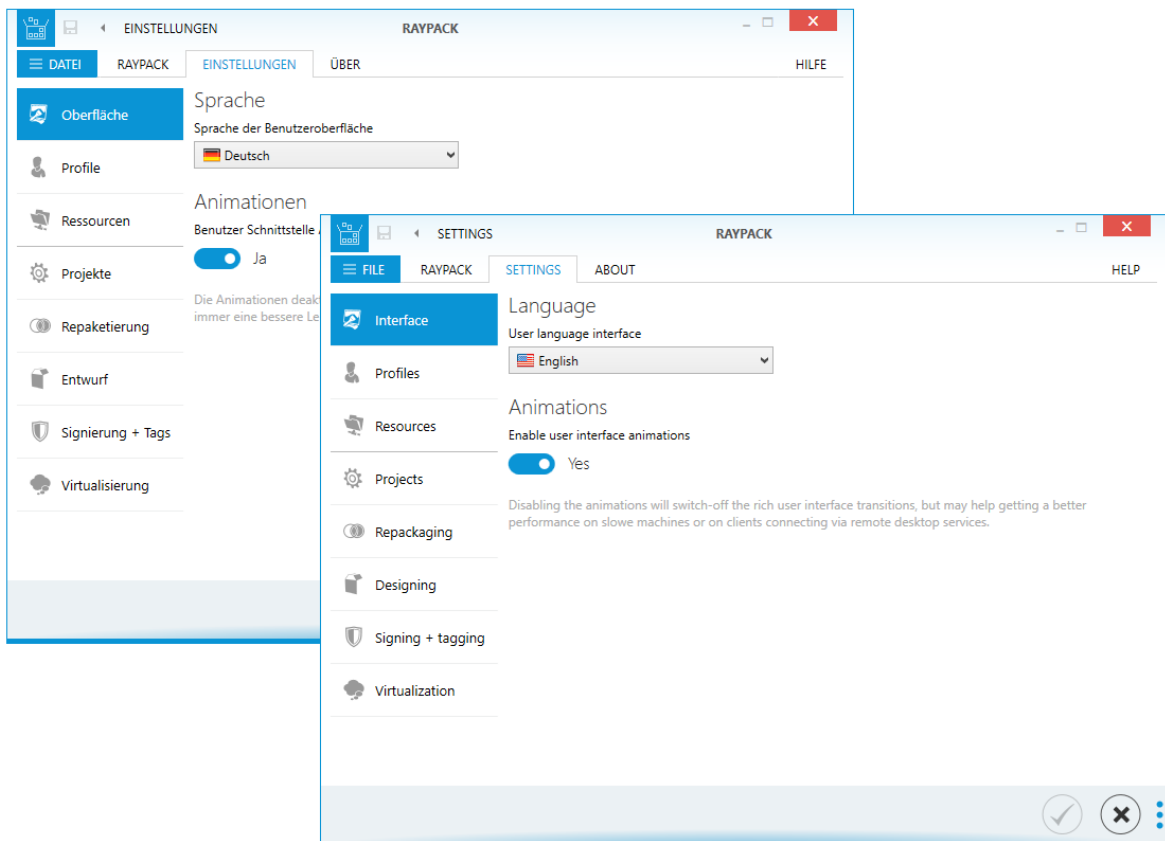 EINSTELLUNGEN
RAYPACK
DATEI
RAYPACK
EINSTELLUNGEN
ÜBER
HILFE
Oberfläche
Profile
Ressourcen
Projekte
Repaketierung
Entwurf
Signierung + Tags
Virtualisierung
Sprache
Sprache der Benutzeroberfläche
Deutsch
Animationen
Benutzer Schnittstelle
Ja
Die Animationen deak
immer eine bessere Le
SETTINGS
RAYPACK
FILE
RAYPACK
SETTINGS
ABOUT
HELP
Interface
Profiles
Resources
Projects
Repackaging
Designing
Signing + tagging
Virtualization
Language
User language interface
English
Animations
Enable user interface animations
Yes
Disabling the animations will switch-off the rich user interface transitions, but may help getting a better
performance on slowe machines or on clients connecting via remote desktop services.